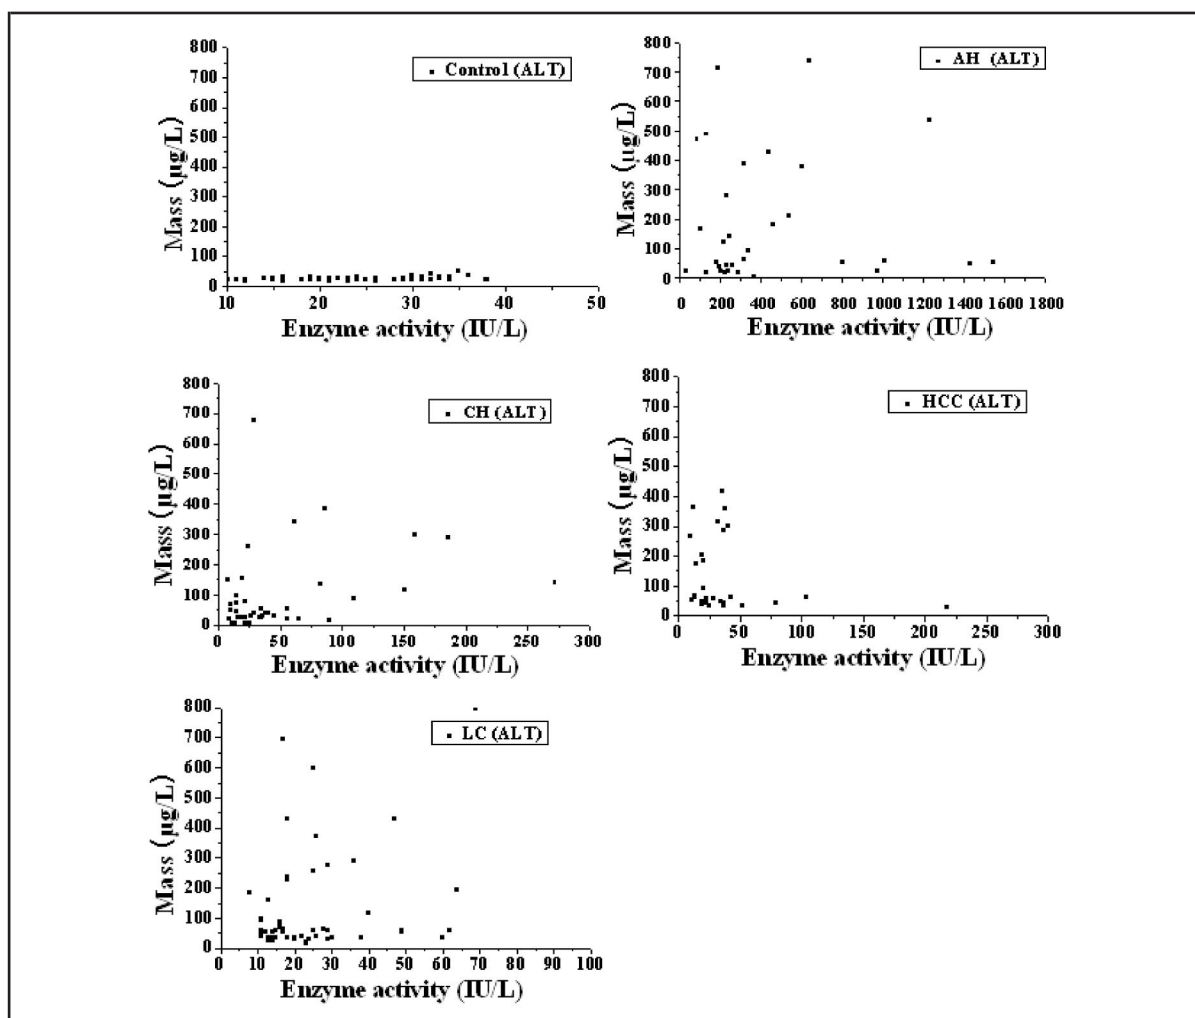 Control (ALT)
800
700
600
500
400
300
200
100
0
Mass (μg/L)
10 20 30 40 50
Enzyme activity (IU/L)
AH (ALT)
800
700
600
500
400
300
200
100
0
Mass (μg/L)
0 200 400 600 800 1000 1200 1400 1600 1800
Enzyme activity (IU/L)
CH (ALT)
800
700
600
500
400
300
200
100
0
Mass (μg/L)
0 50 100 150 200 250 300
Enzyme activity (IU/L)
HCC (ALT)
800
700
600
500
400
300
200
100
0
Mass (μg/L)
0 50 100 150 200 250 300
Enzyme activity (IU/L)
LC (ALT)
800
700
600
500
400
300
200
100
0
Mass (μg/L)
0 10 20 30 40 50 60 70 80 90 100
Enzyme activity (IU/L)